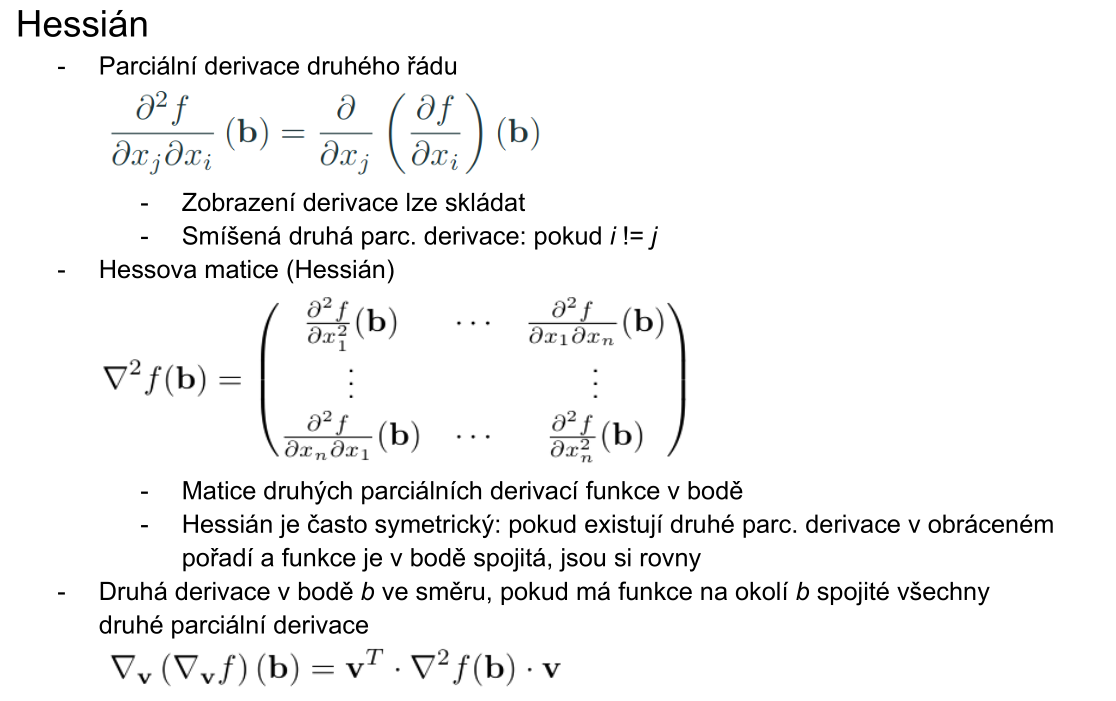 Hessián
- Parciální derivace druhého řádu
$\frac{\partial^2 f}{\partial x_j \partial x_i}(\mathbf{b}) = \frac{\partial}{\partial x_j}\left(\frac{\partial f}{\partial x_i}\right)(\mathbf{b})$
- Zobrazení derivace lze skládat
- Smíšená druhá parc. derivace: pokud i != j
- Hessova matice (Hessián)
$\nabla^2 f(\mathbf{b}) = \begin{pmatrix} \frac{\partial^2 f}{\partial x_1^2}(\mathbf{b}) & \cdots & \frac{\partial^2 f}{\partial x_1 \partial x_n}(\mathbf{b}) \\ \vdots & & \vdots \\ \frac{\partial^2 f}{\partial x_n \partial x_1}(\mathbf{b}) & \cdots & \frac{\partial^2 f}{\partial x_n^2}(\mathbf{b}) \end{pmatrix}$
- Matice druhých parciálních derivací funkce v bodě
- Hessián je často symetrický: pokud existují druhé parc. derivace v obráceném
pořadí a funkce je v bodě spojitá, jsou si rovny
- Druhá derivace v bodě b ve směru, pokud má funkce na okolí b spojité všechny
druhé parciální derivace
$\nabla_{\mathbf{v}}(\nabla_{\mathbf{v}} f)(\mathbf{b}) = \mathbf{v}^T \cdot \nabla^2 f(\mathbf{b}) \cdot \mathbf{v}$